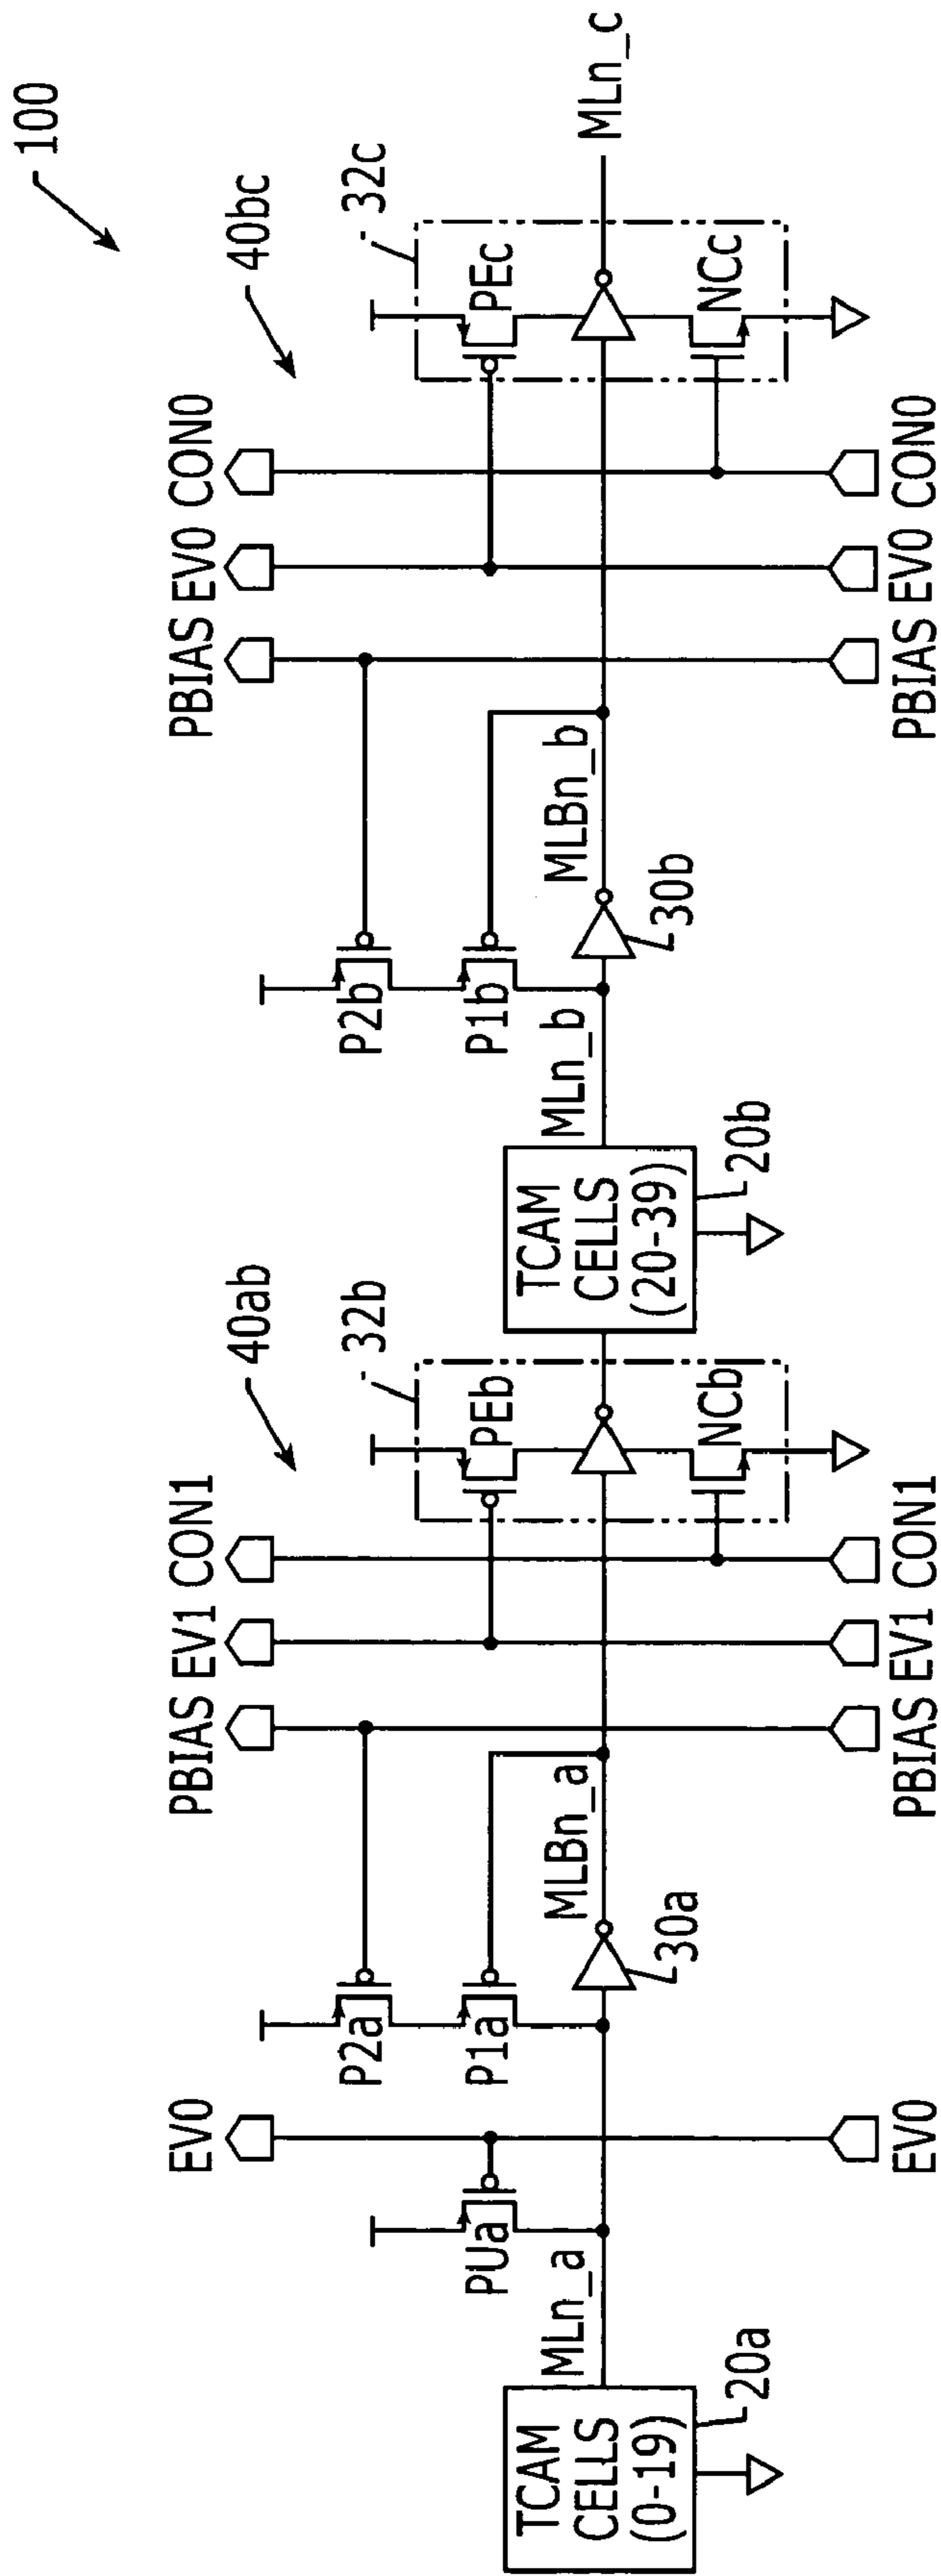 100
40ab
40bc
EV0
PBIAS
EV1
CON1
PBIAS
EV0
CON0
32b
32c
P2a
P2b
PUa
P1a
PEb
P1b
PEc
MLn_a
MLBn_a
MLn_b
MLBn_b
MLn_c
TCAM
CELLS
(0-19)
TCAM
CELLS
(20-39)
30a
30b
NCb
NCc
20a
20b
EV0
PBIAS
EV1
CON1
PBIAS
EV0
CON0